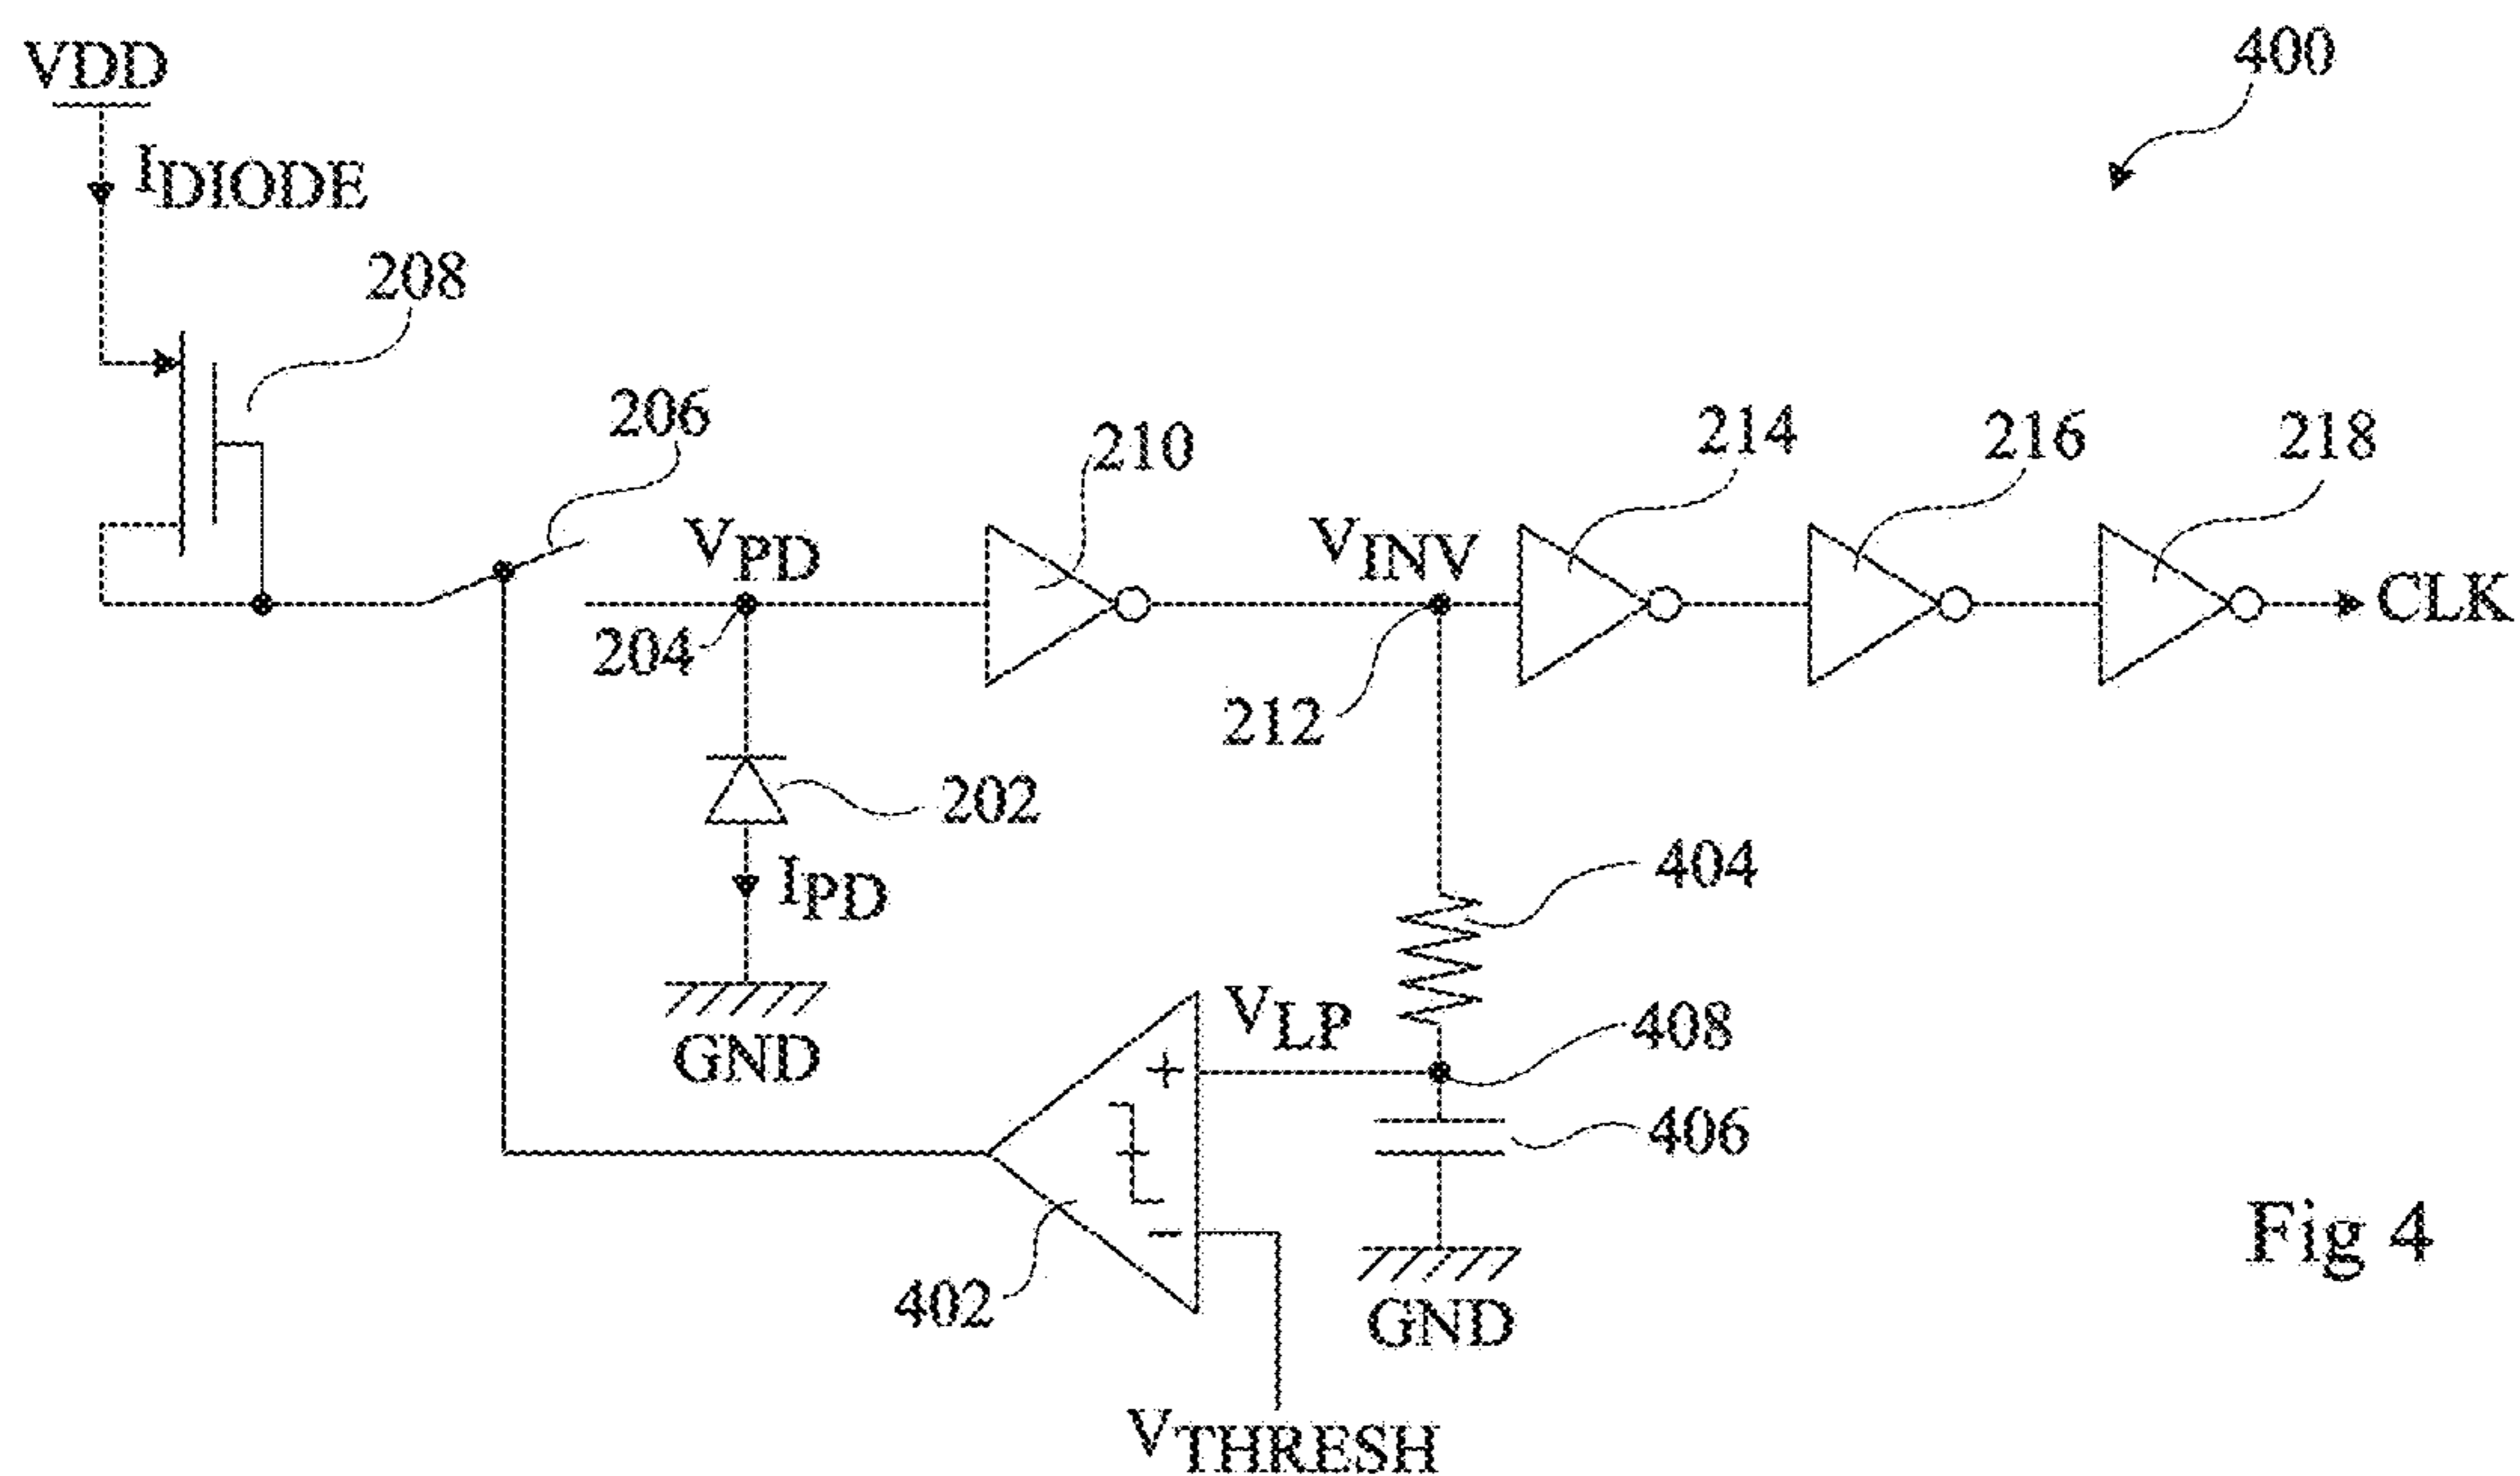 VDD
400
IDIODE
208
206
210
214
216
218
VPD
VINV
CLK
204
212
202
IPD
404
VLP
408
GND
+
406
-
402
GND
Fig 4
VTHRESH